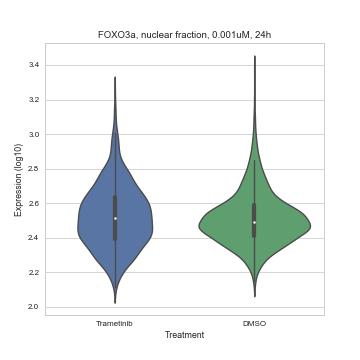 FOXO3a, nuclear fraction, 0.001uM, 24h
3.4
3.2
3.0
2.8
2.6
2.4
2.2
2.0
Expression (log10)
Trametinib DMSO
Treatment